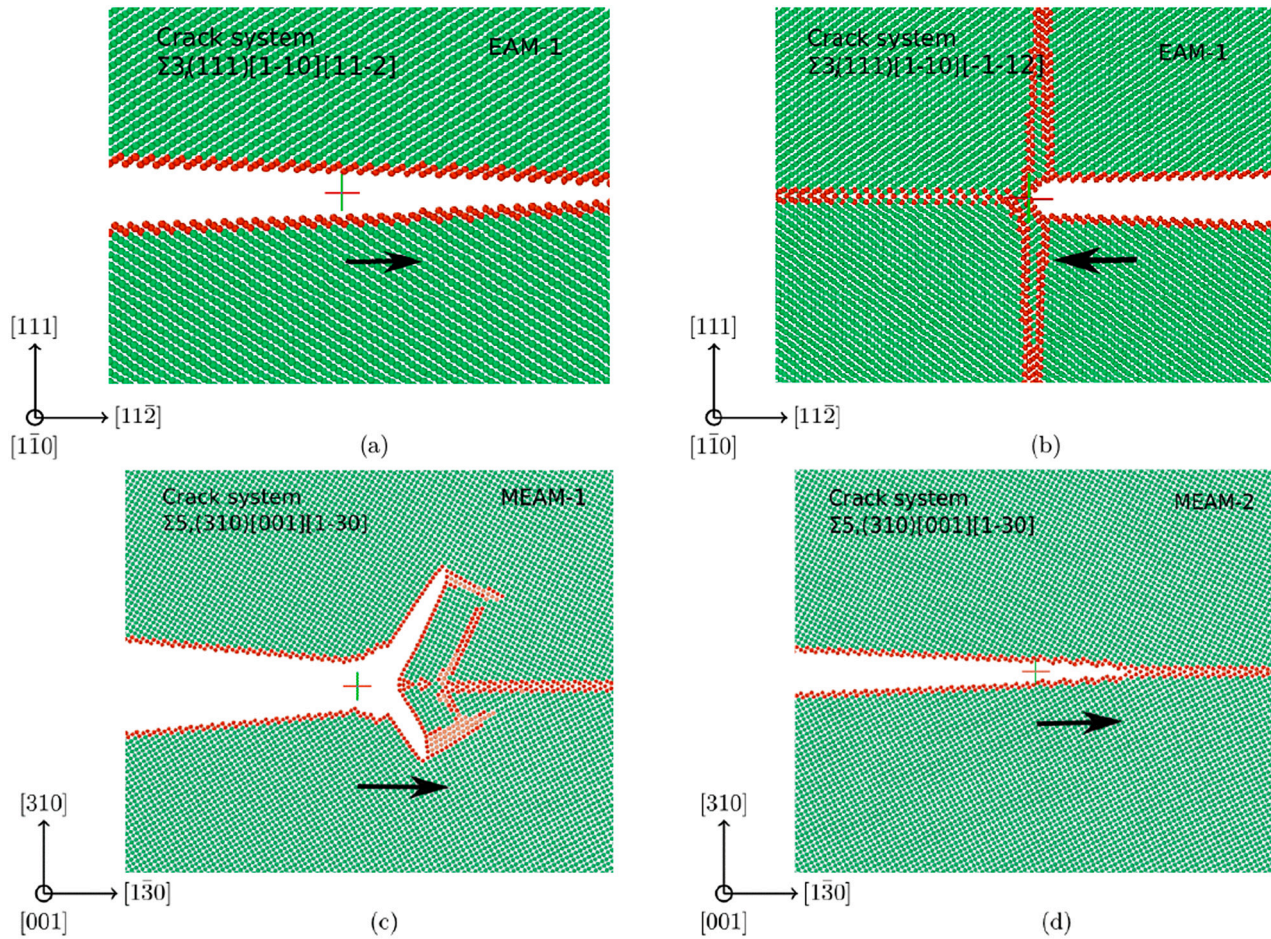 Crack system
Σ3,(111)[1-10][11-2]
EAM-1
[111]
[112̅]
[11̅0]
(a)
Crack system
Σ3,(111)[1-10][-1-12]
EAM-1
[111]
[112̅]
[11̅0]
(b)
Crack system
Σ5,(310)[001][1-30]
MEAM-1
[310]
[13̅0]
[001]
(c)
Crack system
Σ5,(310)[001][1-30]
MEAM-2
[310]
[13̅0]
[001]
(d)